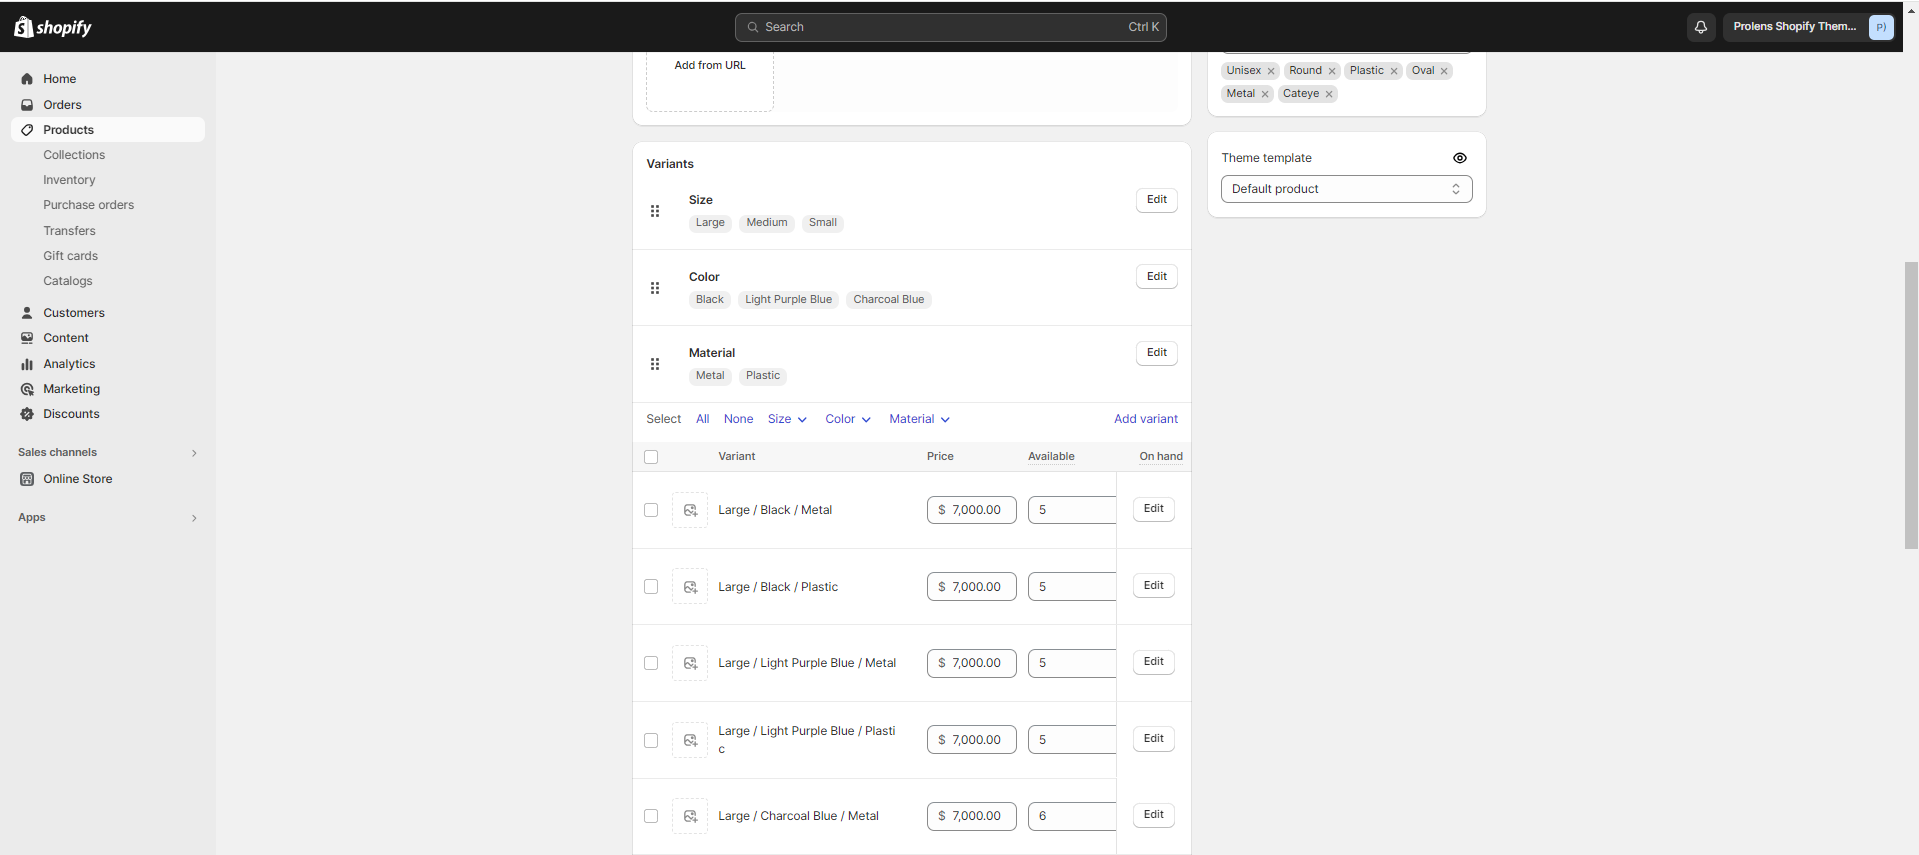 shopify
Search
Ctrl K
Prolens Shopify Them...
P)
Home
Orders
Products
Collections
Inventory
Purchase orders
Transfers
Gift cards
Catalogs
Customers
Content
Analytics
Marketing
Discounts
Sales channels
Online Store
Apps
Add from URL
Variants
Size
Edit
Large Medium Small
Color
Edit
Black Light Purple Blue Charcoal Blue
Material
Edit
Metal Plastic
Select All None Size Color Material Add variant
Variant Price Available On hand
Large / Black / Metal $ 7,000.00 5 Edit
Large / Black / Plastic $ 7,000.00 5 Edit
Large / Light Purple Blue / Metal $ 7,000.00 5 Edit
Large / Light Purple Blue / Plasti
c
$ 7,000.00 5 Edit
Large / Charcoal Blue / Metal $ 7,000.00 6 Edit
Unisex × Round × Plastic × Oval ×
Metal × Cateye ×
Theme template
Default product